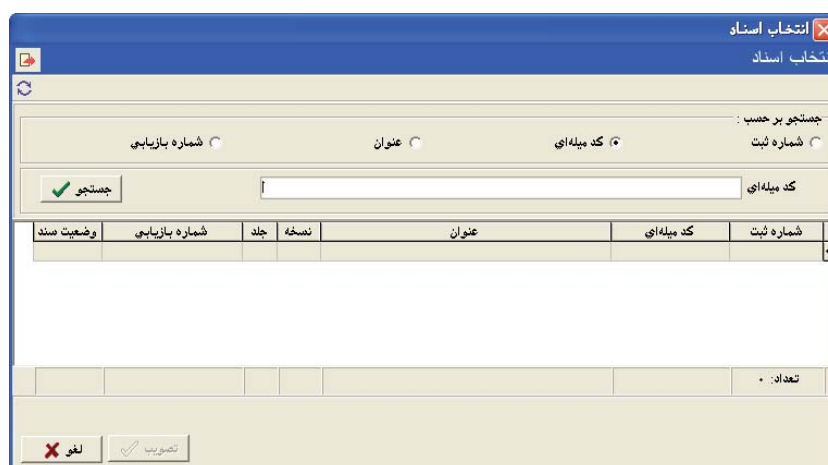 انتخاب اسناد
نتخاب اسناد
جستجو بر حسب :
شماره ثبت کد میله‌ای عنوان شماره بازیابی
کد میله‌ای جستجو
شماره ثبت کد میله‌ای عنوان نسخه جلد شماره بازیابی وضعیت سند
تعداد: ۰
تصویب لغو